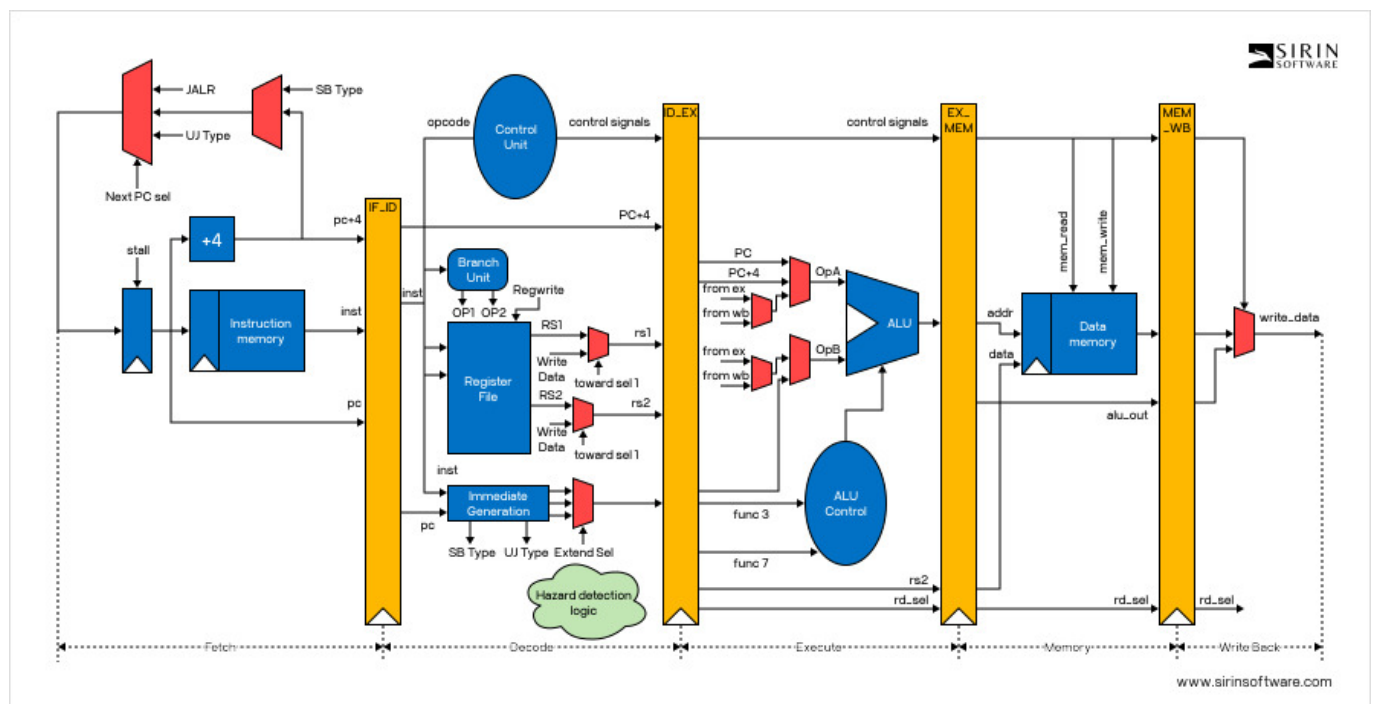 SIRIN
SOFTWARE
JALR
SB Type
UJ Type
Next PC sel
opcode
Control
Unit
control signals
ID_EX
control signals
EX_
MEM
MEM
_WB
IF_ID
pc+4
PC+4
+4
stall
Branch
Unit
inst
OP1
OP2
Regwrite
Instruction
memory
inst
Register
File
RS1
rs1
Write
Data
toward sel 1
RS2
rs2
Write
Data
toward sel 1
pc
PC
PC+4
OpA
from ex
from wb
ALU
from ex
from wb
OpB
mem_read
mem_write
addr
data
Data
memory
write_data
alu_out
inst
Immediate
Generation
pc
SB Type
UJ Type
Extend Sel
ALU
Control
func 3
func 7
Hazard detection
logic
rs2
rd_sel
rd_sel
rd_sel
Fetch
Decode
Execute
Memory
Write Back
www.sirinsoftware.com